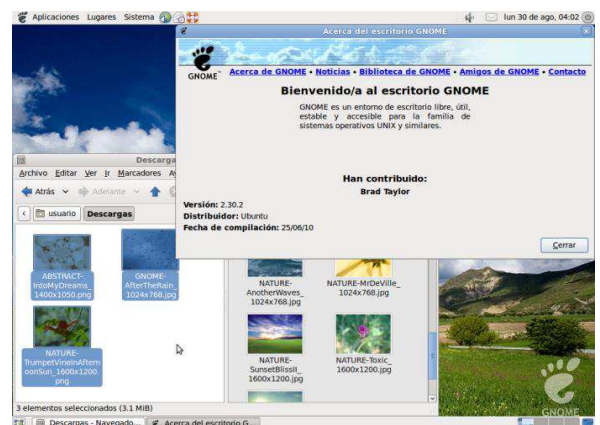 Aplicaciones Lugares Sistema
lun 30 de ago, 04:02
Acerca del escritorio GNOME
GNOME™
Acerca de GNOME • Noticias • Biblioteca de GNOME • Amigos de GNOME • Contacto
Bienvenido/a al escritorio GNOME
GNOME es un entorno de escritorio libre, útil,
estable y accesible para la familia de
sistemas operativos UNIX y similares.
Han contribuido:
Brad Taylor
Versión: 2.30.2
Distribuidor: Ubuntu
Fecha de compilación: 25/06/10
Cerrar
Descarga
Archivo Editar Ver Ir Marcadores
Atrás Adelante
usuario Descargas
ABSTRACT-
IntoMyDreams_
1400x1050.png
GNOME-
AfterTheRain_
1024x768.jpg
NATURE-
TrumpetVineInAftern
oonSun_1600x1200.
png
NATURE-
AnotherWaves_
1024x768.jpg
NATURE-MrDeVille_
1024x768.jpg
NATURE-
SunsetBlissII_
1600x1200.jpg
NATURE-Toxic_
1600x1200.jpg
3 elementos seleccionados (3.1 MiB)
GNOME
Descargas - Navegado...
Acerca del escritorio G...